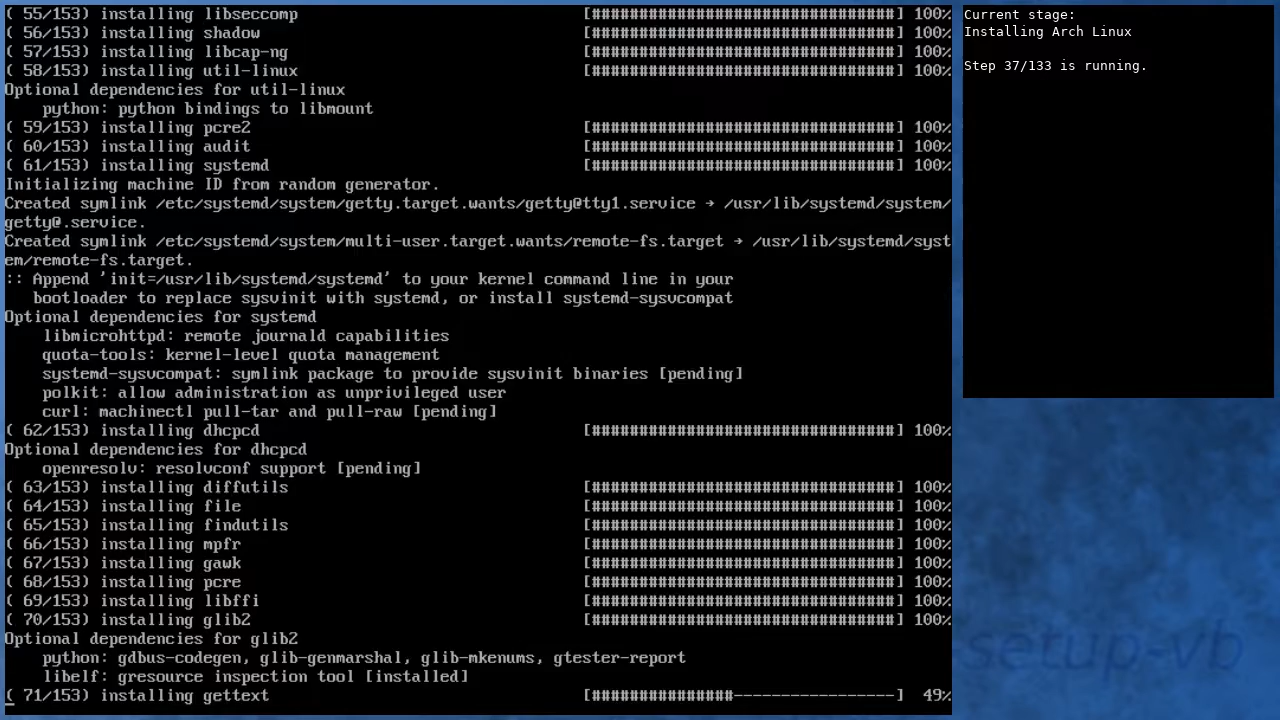 ( 55/153) installing libseccomp [################################] 100%
( 56/153) installing shadow [################################] 100%
( 57/153) installing libcap-ng [################################] 100%
( 58/153) installing util-linux [################################] 100%
Optional dependencies for util-linux
    python: python bindings to libmount
( 59/153) installing pcre2 [################################] 100%
( 60/153) installing audit [################################] 100%
( 61/153) installing systemd [################################] 100%
Initializing machine ID from random generator.
Created symlink /etc/systemd/system/getty.target.wants/getty@tty1.service → /usr/lib/systemd/system/
getty@.service.
Created symlink /etc/systemd/system/multi-user.target.wants/remote-fs.target → /usr/lib/systemd/syst
em/remote-fs.target.
:: Append 'init=/usr/lib/systemd/systemd' to your kernel command line in your
   bootloader to replace sysvinit with systemd, or install systemd-sysvcompat
Optional dependencies for systemd
    libmicrohttpd: remote journald capabilities
    quota-tools: kernel-level quota management
    systemd-sysvcompat: symlink package to provide sysvinit binaries [pending]
    polkit: allow administration as unprivileged user
    curl: machinectl pull-tar and pull-raw [pending]
( 62/153) installing dhcpcd [################################] 100%
Optional dependencies for dhcpcd
    openresolv: resolvconf support [pending]
( 63/153) installing diffutils [################################] 100%
( 64/153) installing file [################################] 100%
( 65/153) installing findutils [################################] 100%
( 66/153) installing mpfr [################################] 100%
( 67/153) installing gawk [################################] 100%
( 68/153) installing pcre [################################] 100%
( 69/153) installing libffi [################################] 100%
( 70/153) installing glib2 [################################] 100%
Optional dependencies for glib2
    python: gdbus-codegen, glib-genmarshal, glib-mkenums, gtester-report
    libelf: gresource inspection tool [installed]
( 71/153) installing gettext [###############-----------------] 49%
Current stage:
Installing Arch Linux
Step 37/133 is running.
setup-vb